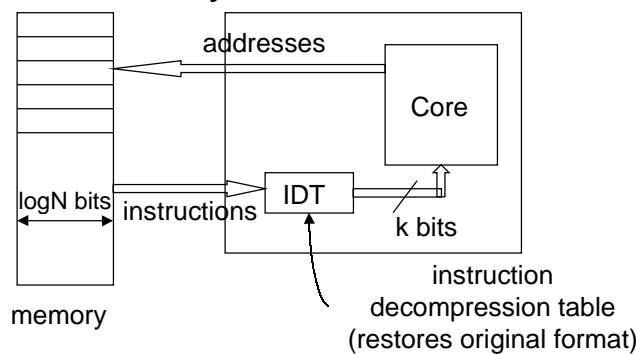 addresses
Core
logN bits
instructions
IDT
k bits
memory
instruction
decompression table
(restores original format)